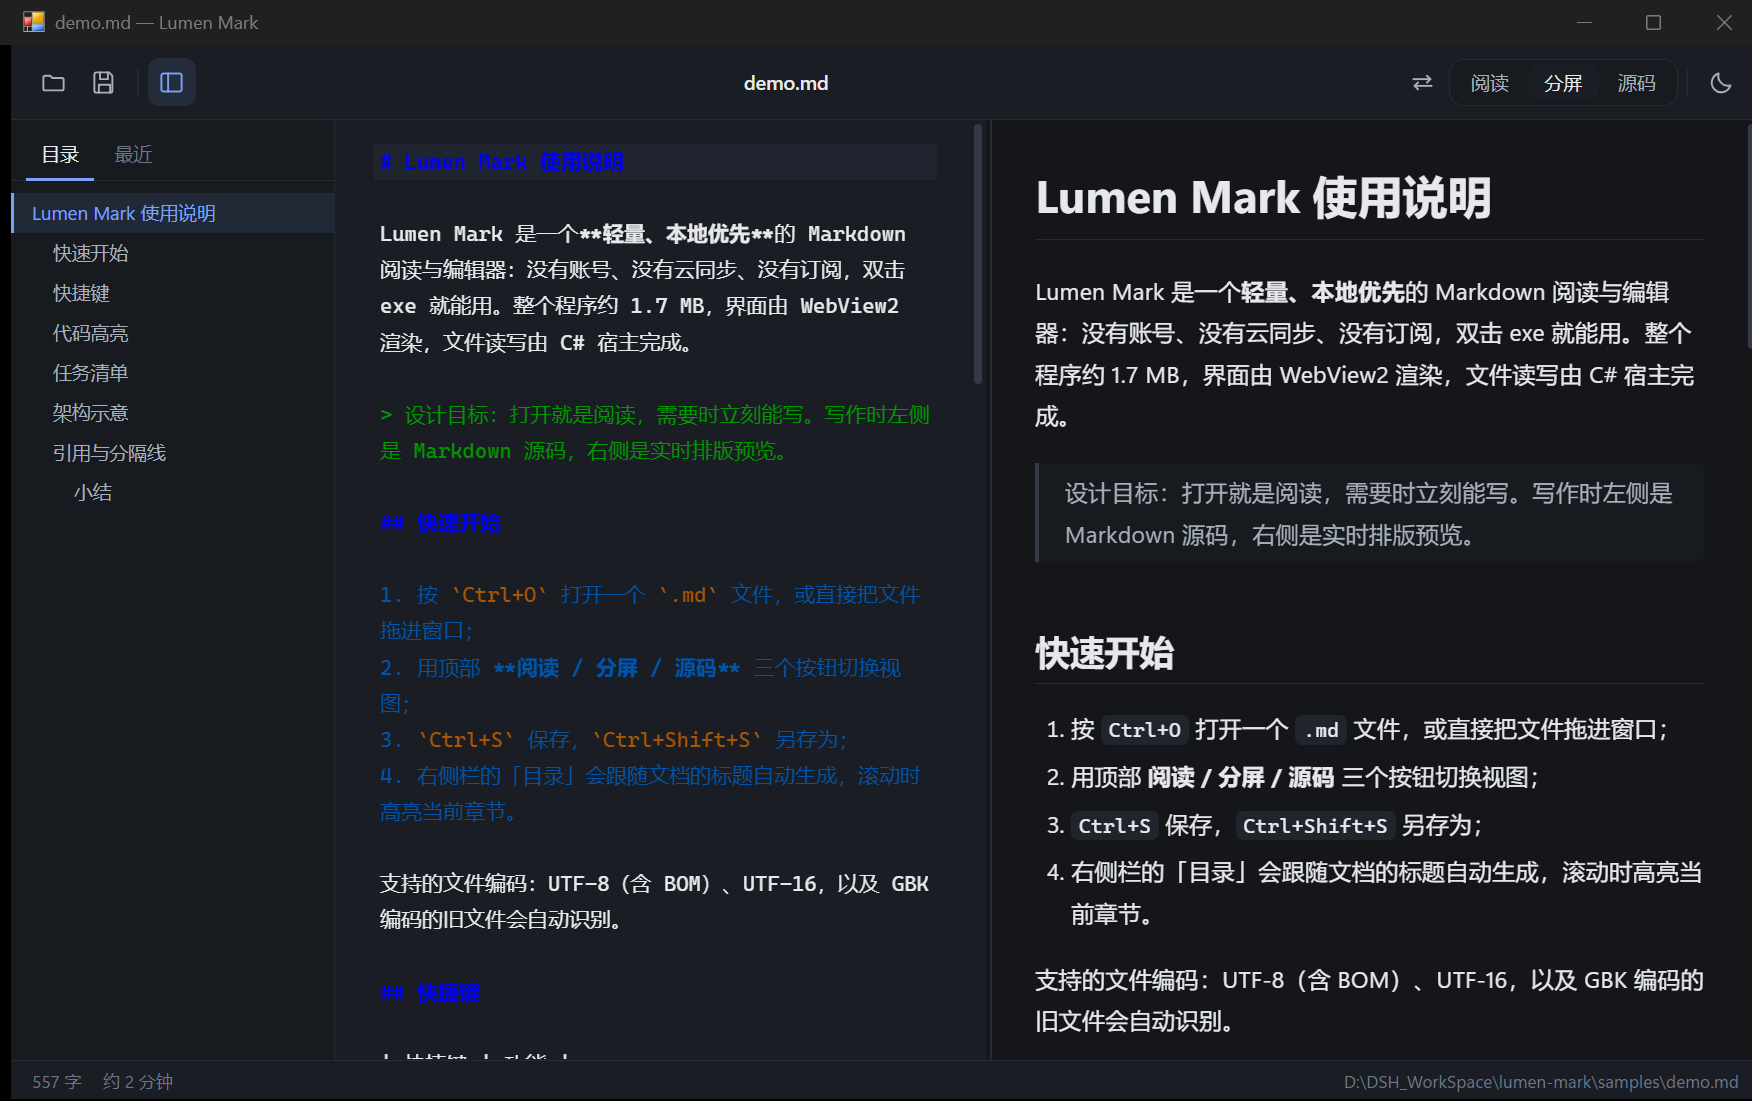 demo.md — Lumen Mark
demo.md
阅读 分屏 源码
目录 最近
Lumen Mark 使用说明
快速开始
快捷键
代码高亮
任务清单
架构示意
引用与分隔线
小结
# Lumen Mark 使用说明
Lumen Mark 是一个**轻量、本地优先**的 Markdown
阅读与编辑器：没有账号、没有云同步、没有订阅，双击
exe 就能用。整个程序约 1.7 MB，界面由 WebView2
渲染，文件读写由 C# 宿主完成。
> 设计目标：打开就是阅读，需要时立刻能写。写作时左侧
是 Markdown 源码，右侧是实时排版预览。
## 快速开始
1. 按 `Ctrl+O` 打开一个 `.md` 文件，或直接把文件
拖进窗口；
2. 用顶部 **阅读 / 分屏 / 源码** 三个按钮切换视
图；
3. `Ctrl+S` 保存，`Ctrl+Shift+S` 另存为；
4. 右侧栏的「目录」会跟随文档的标题自动生成，滚动时
高亮当前章节。
支持的文件编码：UTF-8（含 BOM）、UTF-16，以及 GBK
编码的旧文件会自动识别。
## 快捷键
| 快捷键 | 功能 |
Lumen Mark 使用说明
Lumen Mark 是一个轻量、本地优先的 Markdown 阅读与编辑
器：没有账号、没有云同步、没有订阅，双击 exe 就能用。整个
程序约 1.7 MB，界面由 WebView2 渲染，文件读写由 C# 宿主完
成。
设计目标：打开就是阅读，需要时立刻能写。写作时左侧是
Markdown 源码，右侧是实时排版预览。
快速开始
1. 按 Ctrl+O 打开一个 .md 文件，或直接把文件拖进窗口；
2. 用顶部 阅读 / 分屏 / 源码 三个按钮切换视图；
3. Ctrl+S 保存， Ctrl+Shift+S 另存为；
4. 右侧栏的「目录」会跟随文档的标题自动生成，滚动时高亮当
前章节。
支持的文件编码：UTF-8（含 BOM）、UTF-16，以及 GBK 编码的
旧文件会自动识别。
557 字 约 2 分钟
D:\DSH_WorkSpace\lumen-mark\samples\demo.md